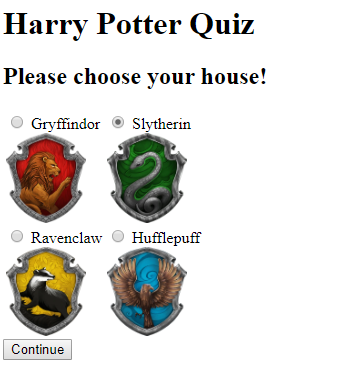 Harry Potter Quiz
Please choose your house!
Gryffindor Slytherin
Ravenclaw Hufflepuff
Continue